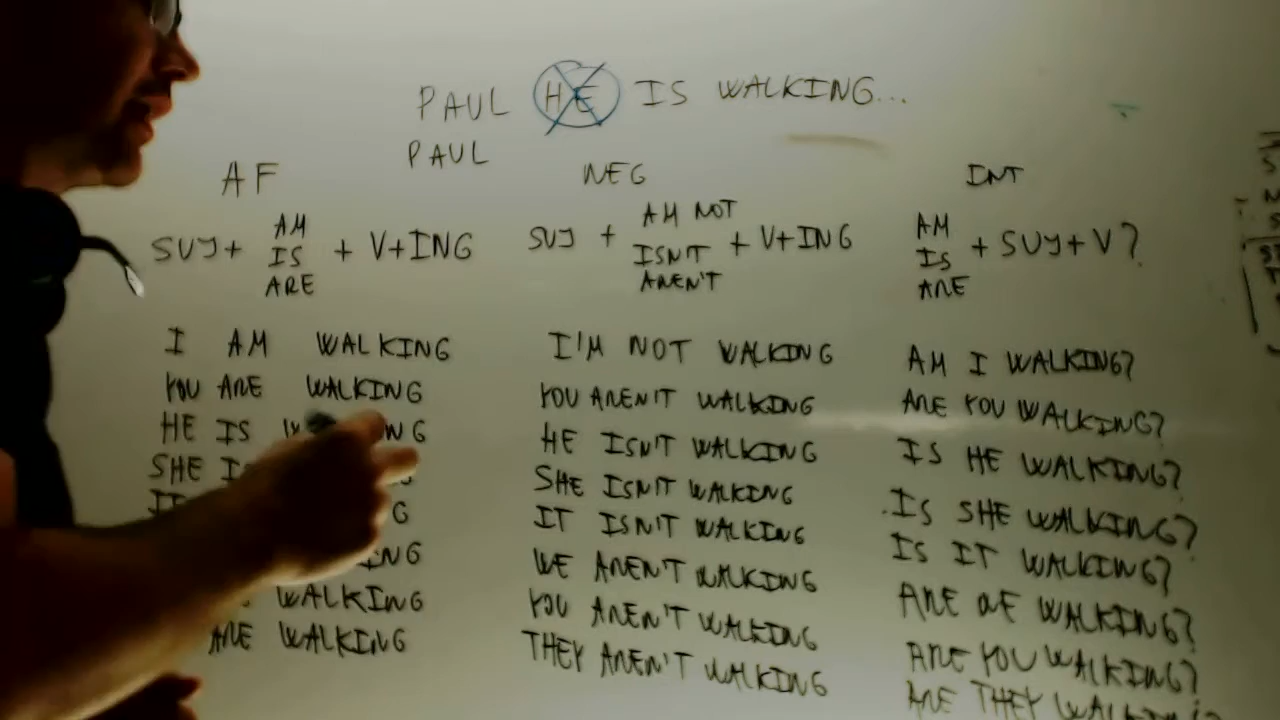 PAUL HE IS WALKING...
PAUL
AF
SUJ + AM IS ARE + V+ING
I AM WALKING
YOU ARE WALKING
HE IS
SHE
WALKING
ARE WALKING
NEG
SUJ + AM NOT ISN'T AREN'T + V+ING
I'M NOT WALKING
YOU AREN'T WALKING
HE ISN'T WALKING
SHE ISN'T WALKING
IT ISN'T WALKING
WE AREN'T WALKING
YOU AREN'T WALKING
THEY AREN'T WALKING
INT
AM IS ARE + SUJ + V?
AM I WALKING?
ARE YOU WALKING?
IS HE WALKING?
IS SHE WALKING?
IS IT WALKING?
ARE WE WALKING?
ARE YOU WALKING?
ARE THEY